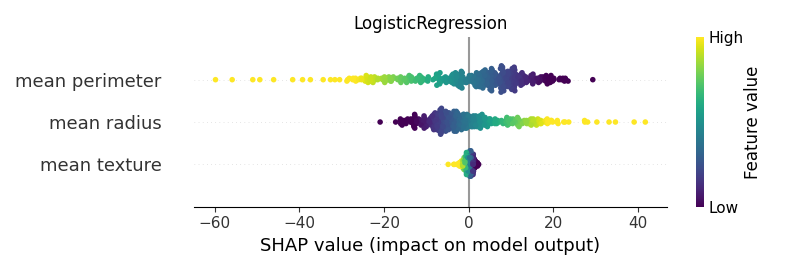 LogisticRegression
High
mean perimeter
mean radius
mean texture
Feature value
Low
−60 −40 −20 0 20 40
SHAP value (impact on model output)